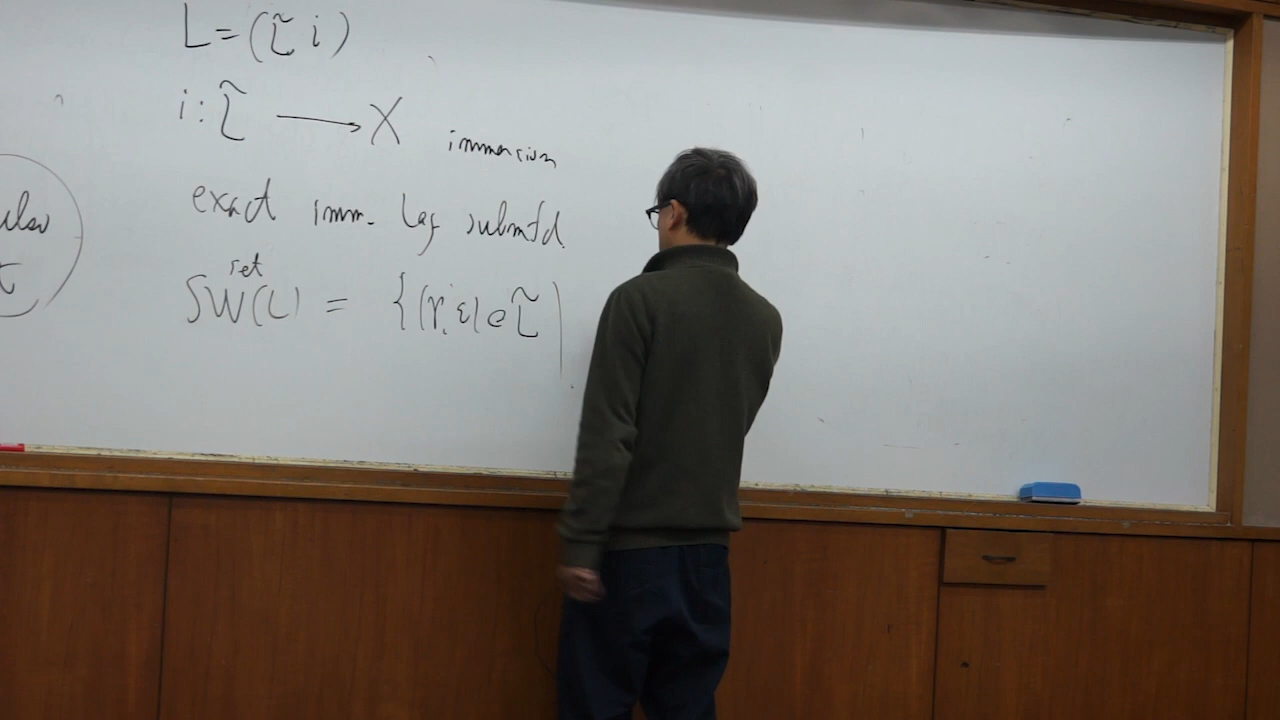 L = (L̃ i)
i : L̃ ⟶ X immersion
exact imm. Lag submfd.
set
SW(L) = {(r, ε) ∈ L̃ |